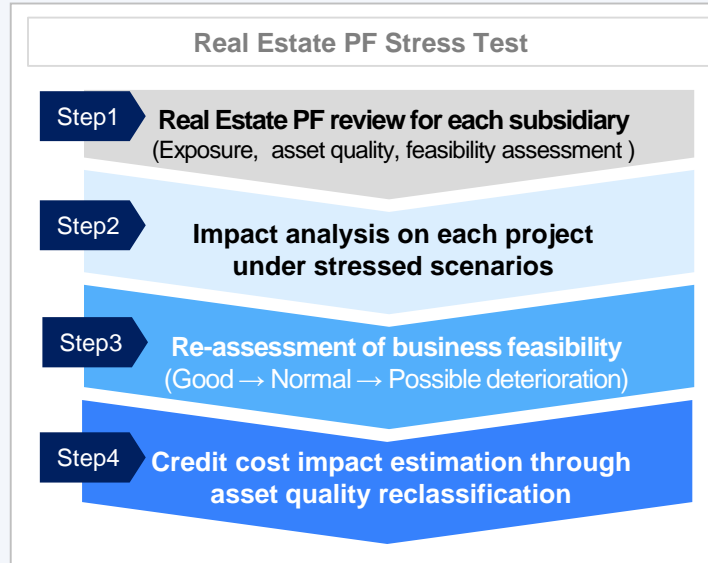 Real Estate PF Stress Test
Step1
Real Estate PF review for each subsidiary
(Exposure, asset quality, feasibility assessment )
Step2
Impact analysis on each project
under stressed scenarios
Step3
Re-assessment of business feasibility
(Good → Normal → Possible deterioration)
Step4
Credit cost impact estimation through
asset quality reclassification